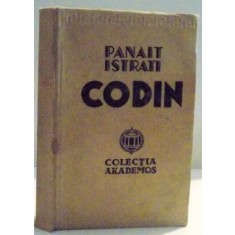 PANAIT
ISTRATI
CODIN
COLECȚIA
AKADEMOS